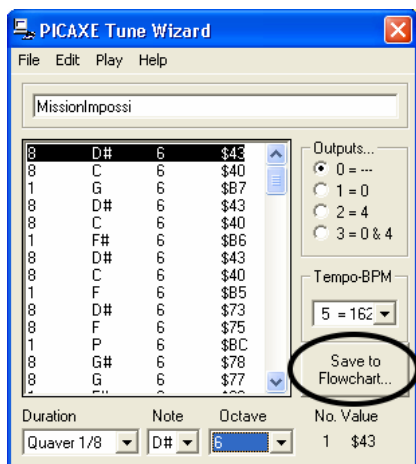 PICAXE Tune Wizard
File Edit Play Help
MissionImpossi
8 D# 6 $43
8 C 6 $40
1 G 6 $B7
8 D# 6 $43
8 C 6 $40
1 F# 6 $B6
8 D# 6 $43
8 C 6 $40
1 F 6 $B5
8 D# 6 $73
8 F 6 $75
1 P 6 $BC
8 G# 6 $78
8 G 6 $77
Outputs...
0 = ---
1 = 0
2 = 4
3 = 0 & 4
Tempo-BPM
5 = 162
Save to
Flowchart...
Duration Note Octave No. Value
Quaver 1/8 D# 6 1 $43